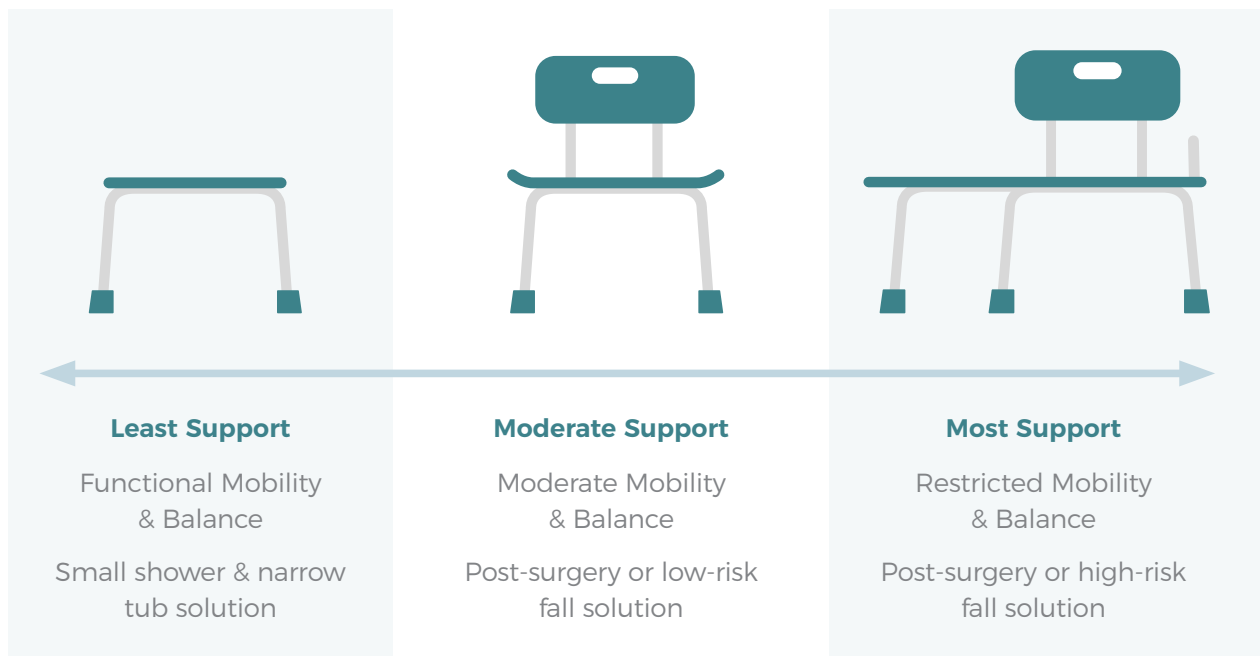 Least Support
Functional Mobility
& Balance
Small shower & narrow
tub solution
Moderate Support
Moderate Mobility
& Balance
Post-surgery or low-risk
fall solution
Most Support
Restricted Mobility
& Balance
Post-surgery or high-risk
fall solution